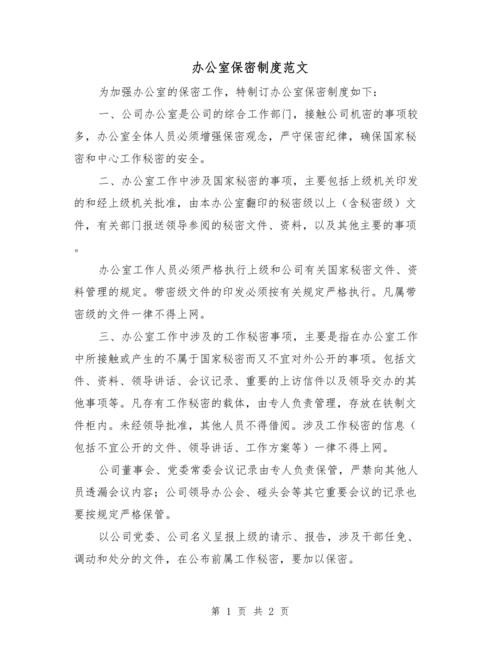 办公室保密制度范文
为加强办公室的保密工作，特制订办公室保密制度如下：
一、公司办公室是公司的综合工作部门，接触公司机密的事项较
多，办公室全体人员必须增强保密观念，严守保密纪律，确保国家秘
密和中心工作秘密的安全。
二、办公室工作中涉及国家秘密的事项，主要包括上级机关印发
的和经上级机关批准，由本办公室翻印的秘密级以上（含秘密级）文
件，有关部门报送领导参阅的秘密文件、资料，以及其他主要的事项
。
办公室工作人员必须严格执行上级和公司有关国家秘密文件、资
料管理的规定。带密级文件的印发必须按有关规定严格执行。凡属带
密级的文件一律不得上网。
三、办公室工作中涉及的工作秘密事项，主要是指在办公室工作
中所接触或产生的不属于国家秘密而又不宜对外公开的事项。包括文
件、资料、领导讲话、会议记录、重要的上访信件以及领导交办的其
他事项等。凡存有工作秘密的载体，由专人负责管理，存放在铁制文
件柜内。未经领导批准，其他人员不得借阅。涉及工作秘密的信息（
包括不宜公开的文件、领导讲话、工作方案等）一律不得上网。
公司董事会、党委常委会议记录由专人负责保管，严禁向其他人
员透漏会议内容；公司领导办公会、碰头会等其它重要会议的记录也
要按规定严格保管。
以公司党委、公司名义呈报上级的请示、报告，涉及干部任免、
调动和处分的文件，在公布前属工作秘密，要加以保密。
第 1 页 共 2 页